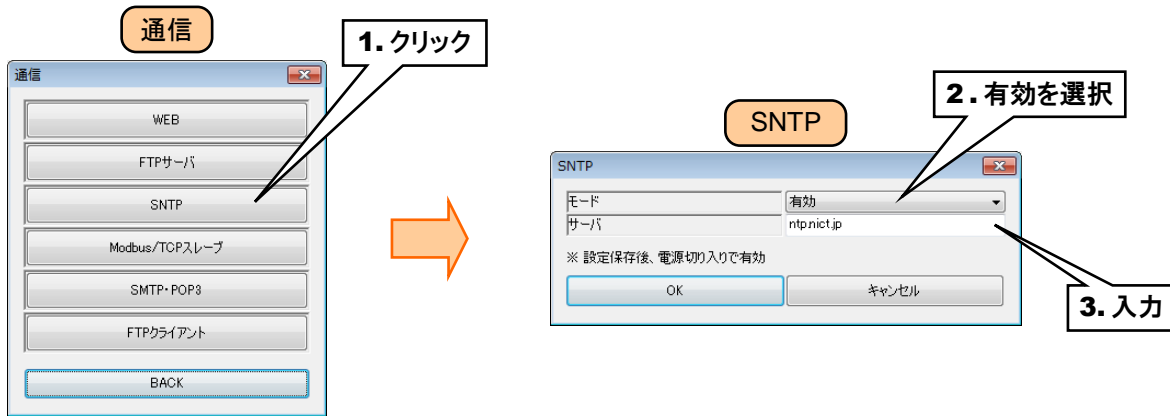 通信
1.クリック
通信
WEB
FTPサーバ
SNTP
Modbus/TCPスレーブ
SMTP・POP3
FTPクライアント
BACK
SNTP
2.有効を選択
SNTP
モード 有効
サーバ ntp.nict.jp
※ 設定保存後、電源切り入りで有効
OK キャンセル
3.入力